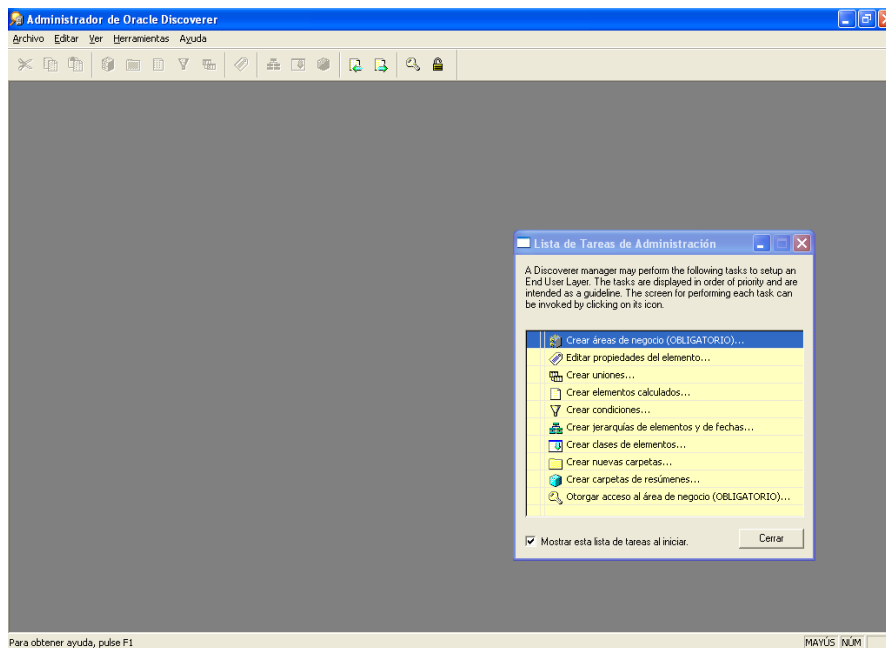 Administrador de Oracle Discoverer
Archivo Editar Ver Herramientas Ayuda
Lista de Tareas de Administración
A Discoverer manager may perform the following tasks to setup an
End User Layer. The tasks are displayed in order of priority and are
intended as a guideline. The screen for performing each task can
be invoked by clicking on its icon.
Crear áreas de negocio (OBLIGATORIO)...
Editar propiedades del elemento...
Crear uniones...
Crear elementos calculados...
Crear condiciones...
Crear jerarquías de elementos y de fechas...
Crear clases de elementos...
Crear nuevas carpetas...
Crear carpetas de resúmenes...
Otorgar acceso al área de negocio (OBLIGATORIO)...
Mostrar esta lista de tareas al iniciar.
Cerrar
Para obtener ayuda, pulse F1
MAYÚS NÚM